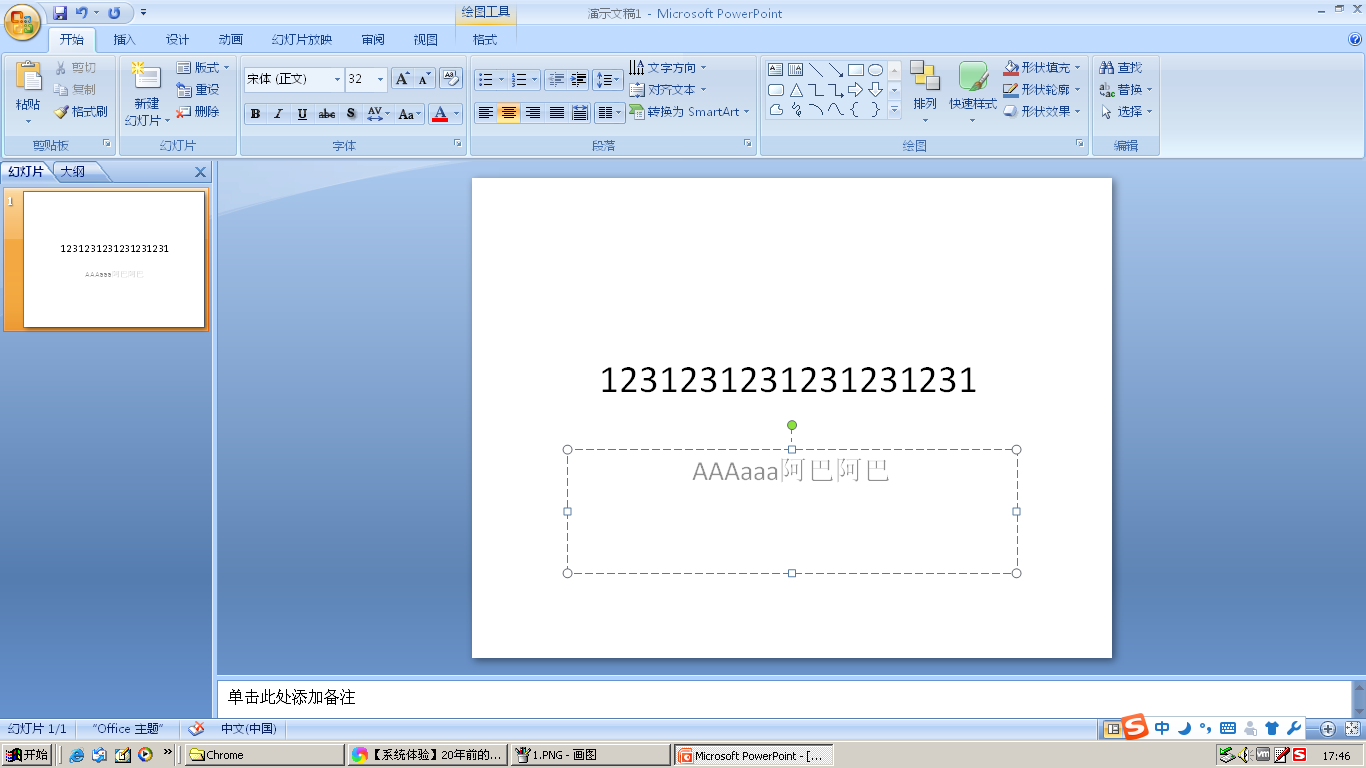 绘图工具
演示文稿1 - Microsoft PowerPoint
开始 插入 设计 动画 幻灯片放映 审阅 视图 格式
粘贴
剪切
复制
格式刷
剪贴板
新建
幻灯片
版式
重设
删除
幻灯片
宋体 (正文) 32
B I U abc S AV Aa A
字体
文字方向
对齐文本
转换为 SmartArt
段落
排列
快速样式
形状填充
形状轮廓
形状效果
绘图
查找
替换
选择
编辑
幻灯片 大纲
1
1231231231231231231
AAAaaa阿巴阿巴
1231231231231231231
AAAaaa阿巴阿巴
单击此处添加备注
幻灯片 1/1 "Office 主题" 中文(中国)
中
开始 Chrome 【系统体验】20年前的... 1.PNG - 画图 Microsoft PowerPoint - [... 17:46